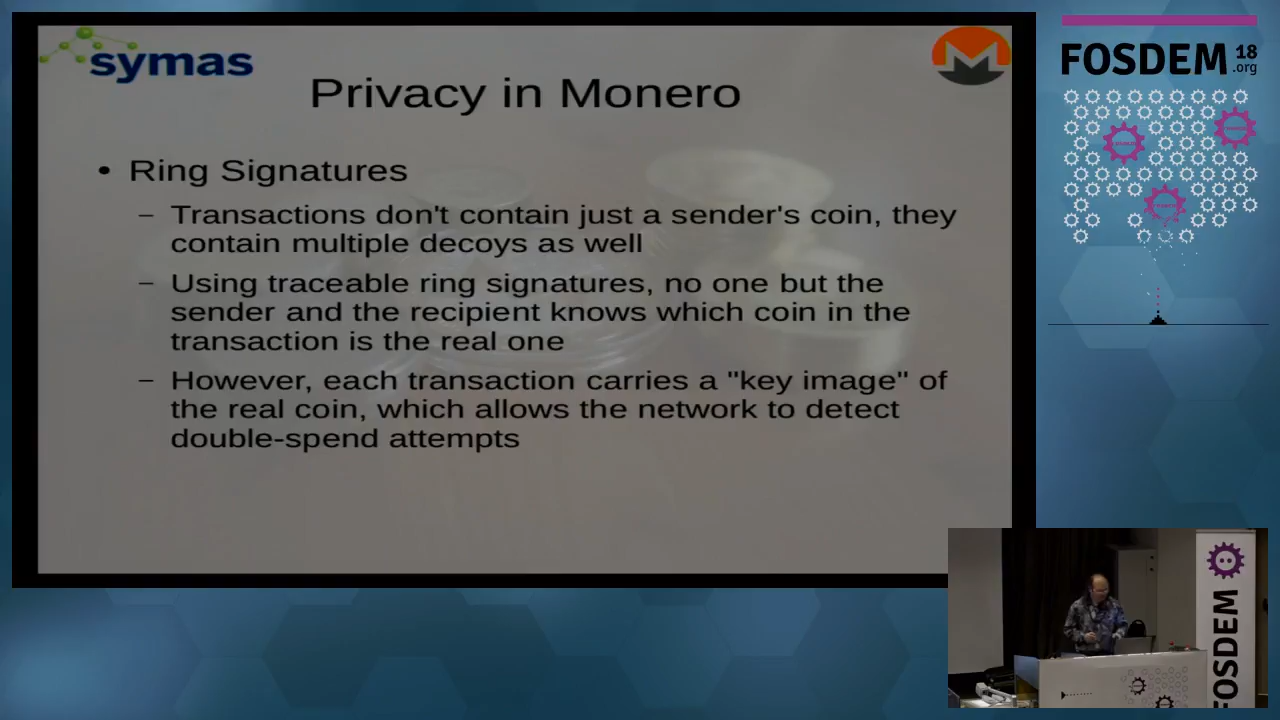 symas
Privacy in Monero
• Ring Signatures
– Transactions don't contain just a sender's coin, they
contain multiple decoys as well
– Using traceable ring signatures, no one but the
sender and the recipient knows which coin in the
transaction is the real one
– However, each transaction carries a "key image" of
the real coin, which allows the network to detect
double-spend attempts
FOSDEM 18
.org
FOSDEM